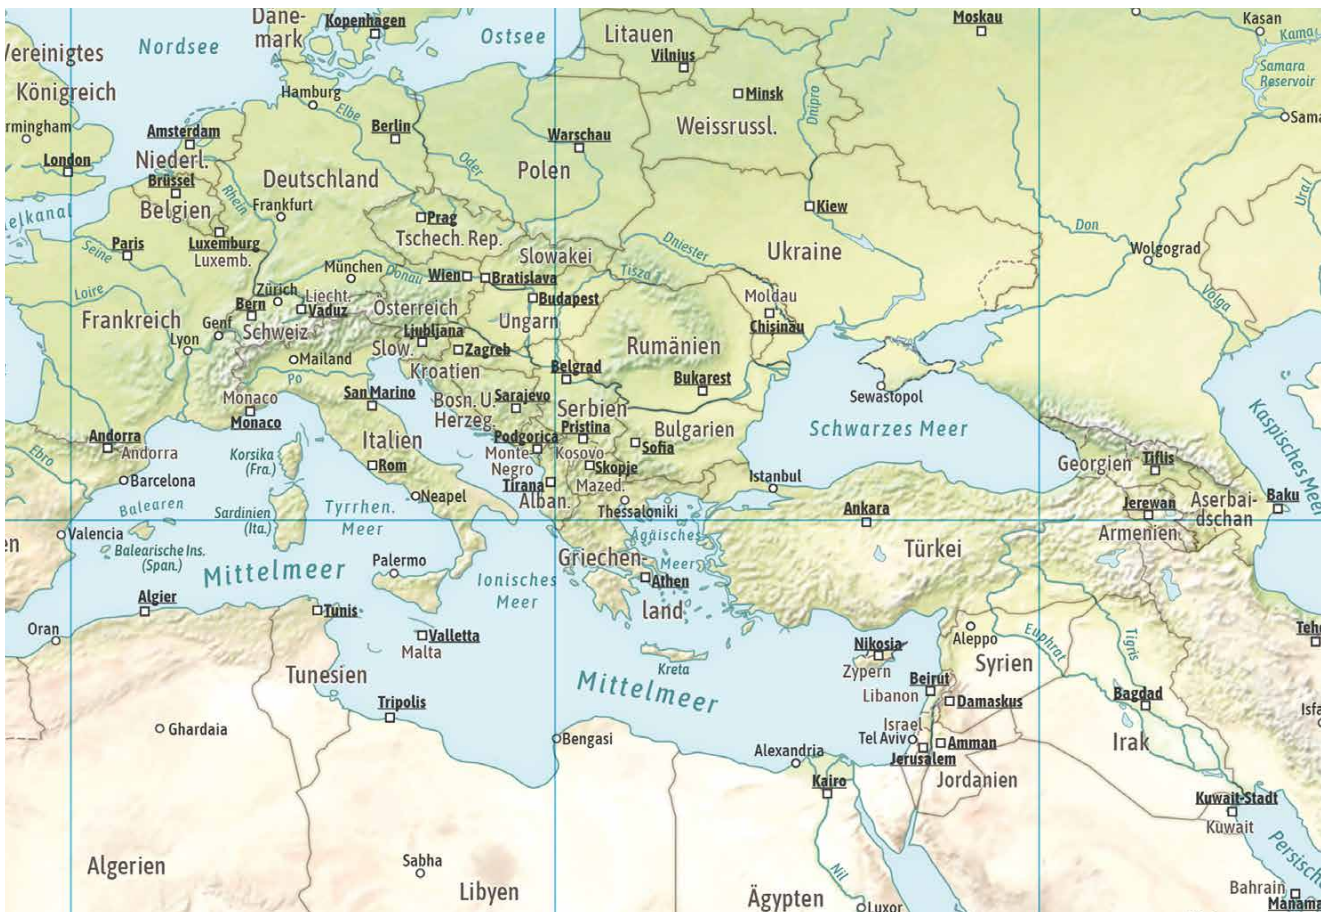 Däne-
mark
Kopenhagen
Nordsee
Ostsee
Litauen
Vilnius
Moskau
Kasan
Kama
Vereinigtes
Königreich
Samara
Reservoir
Hamburg
Elbe
Minsk
Dnipro
rmingham
Amsterdam
Berlin
Warschau
Weissrussl.
Sama
London
Niederl.
Oder
Polen
Brüssel
Deutschland
Rhein
Belgien
Frankfurt
Prag
Kiew
Ural
elkanal
Don
Paris
Luxemburg
Luxemb.
Tschech. Rep.
Dniester
Ukraine
Wolgograd
Seine
Slowakei
München
Donau
Wien
Bratislava
Tisza
Loire
Zürich
Liecht.
Vaduz
Budapest
Moldau
Wolga
Bern
Österreich
Frankreich
Genf
Schweiz
Ungarn
Chişinau
Lyon
Ljubljana
Slow.
Zagreb
Rumänien
Mailand
Kroatien
Belgrad
Po
Bukarest
Monaco
Monaco
San Marino
Bosn. U.
Herzeg.
Sarajevo
Serbien
Sewastopol
Pristina
Bulgarien
Schwarzes Meer
Kaspisches Meer
Andorra
Andorra
Italien
Podgorica
Monte-
Negro
Kosovo
Sofia
Ebro
Korsika
(Fra.)
Rom
Skopje
Georgien
Tiflis
Barcelona
Tirana
Mazed.
Istanbul
Neapel
Alban.
Balearen
Sardinien
(Ita.)
Tyrrhen.
Meer
Thessaloniki
Ankara
Jerewan
Aserbai-
dschan
Baku
Valencia
en
Ägäisches
Meer
Armenien
Balearische Ins.
(Span.)
Palermo
Griechen-
land
Türkei
Mittelmeer
Ionisches
Meer
Athen
Algier
Tunis
Oran
Valletta
Malta
Nikosia
Zypern
Aleppo
Euphrat
Tigris
Tehe
Kreta
Syrien
Tunesien
Mittelmeer
Beirut
Libanon
Damaskus
Bagdad
Tripolis
Isfa
Ghardaia
Bengasi
Israel
Tel Aviv
Amman
Irak
Alexandria
Jerusalem
Jordanien
Kairo
Kuwait-Stadt
Kuwait
Persisch
Algerien
Sabha
Libyen
Nil
Ägypten
Luxor
Bahrain
Manama